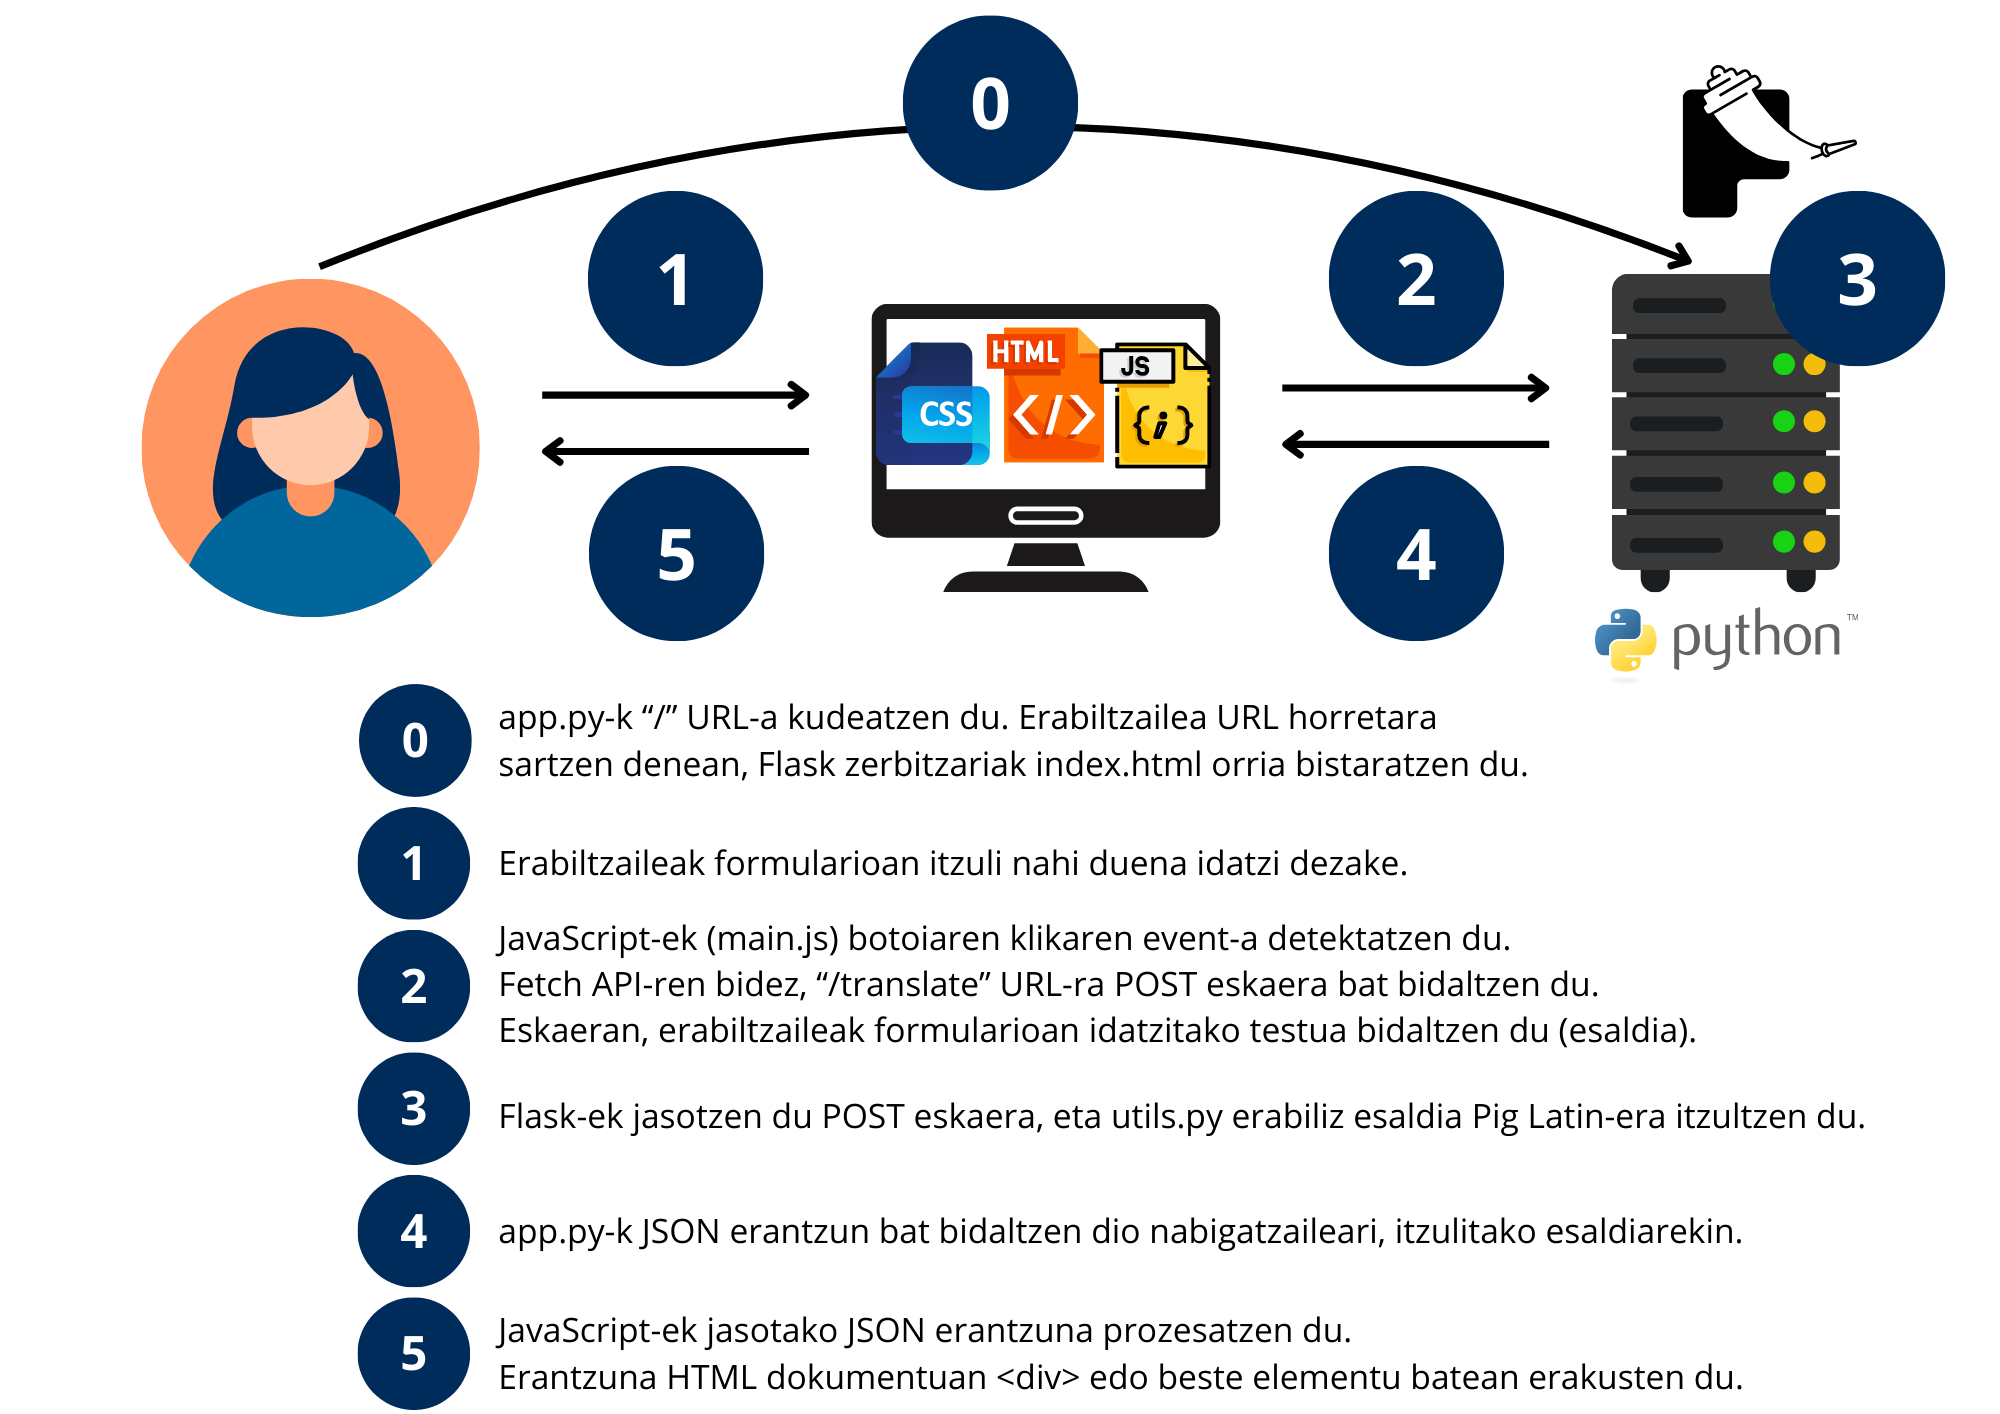 0
1
2
3
HTML
JS
CSS
5
4
python™
0
app.py-k “/” URL-a kudeatzen du. Erabiltzailea URL horretara
sartzen denean, Flask zerbitzariak index.html orria bistaratzen du.
1
Erabiltzaileak formularioan itzuli nahi duena idatzi dezake.
2
JavaScript-ek (main.js) botoiaren klikaren event-a detektatzen du.
Fetch API-ren bidez, “/translate” URL-ra POST eskaera bat bidaltzen du.
Eskaeran, erabiltzaileak formularioan idatzitako testua bidaltzen du (esaldia).
3
Flask-ek jasotzen du POST eskaera, eta utils.py erabiliz esaldia Pig Latin-era itzultzen du.
4
app.py-k JSON erantzun bat bidaltzen dio nabigatzaileari, itzulitako esaldiarekin.
5
JavaScript-ek jasotako JSON erantzuna prozesatzen du.
Erantzuna HTML dokumentuan <div> edo beste elementu batean erakusten du.